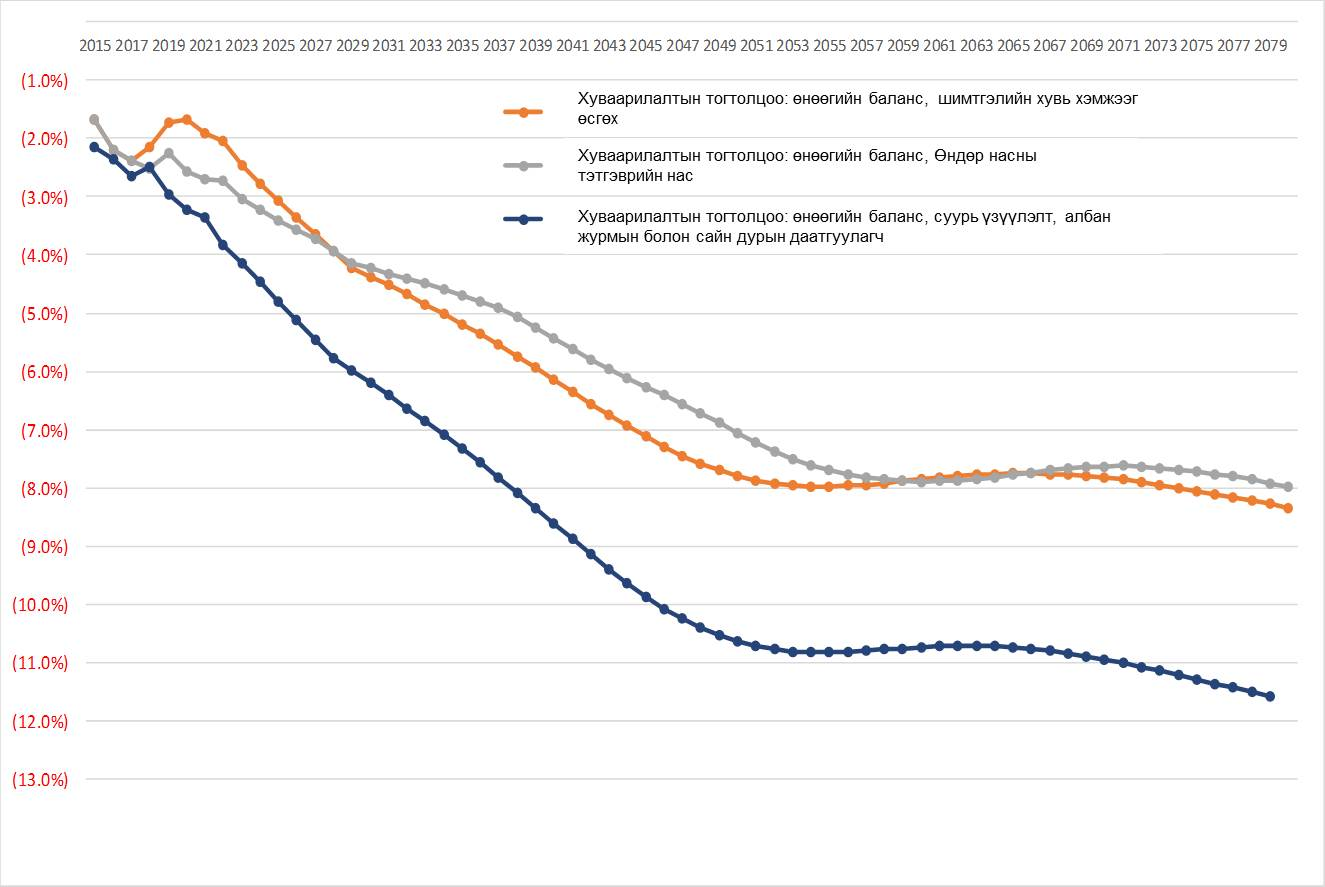 2015 2017 2019 2021 2023 2025 2027 2029 2031 2033 2035 2037 2039 2041 2043 2045 2047 2049 2051 2053 2055 2057 2059 2061 2063 2065 2067 2069 2071 2073 2075 2077 2079
(1.0%)
Хуваарилалтын тогтолцоо: өнөөгийн баланс, шимтгэлийн хувь хэмжээг
өсгөх
(2.0%)
Хуваарилалтын тогтолцоо: өнөөгийн баланс, Өндөр насны
тэтгэврийн нас
(3.0%)
Хуваарилалтын тогтолцоо: өнөөгийн баланс, суурь үзүүлэлт, албан
журмын болон сайн дурын даатгуулагч
(4.0%)
(5.0%)
(6.0%)
(7.0%)
(8.0%)
(9.0%)
(10.0%)
(11.0%)
(12.0%)
(13.0%)